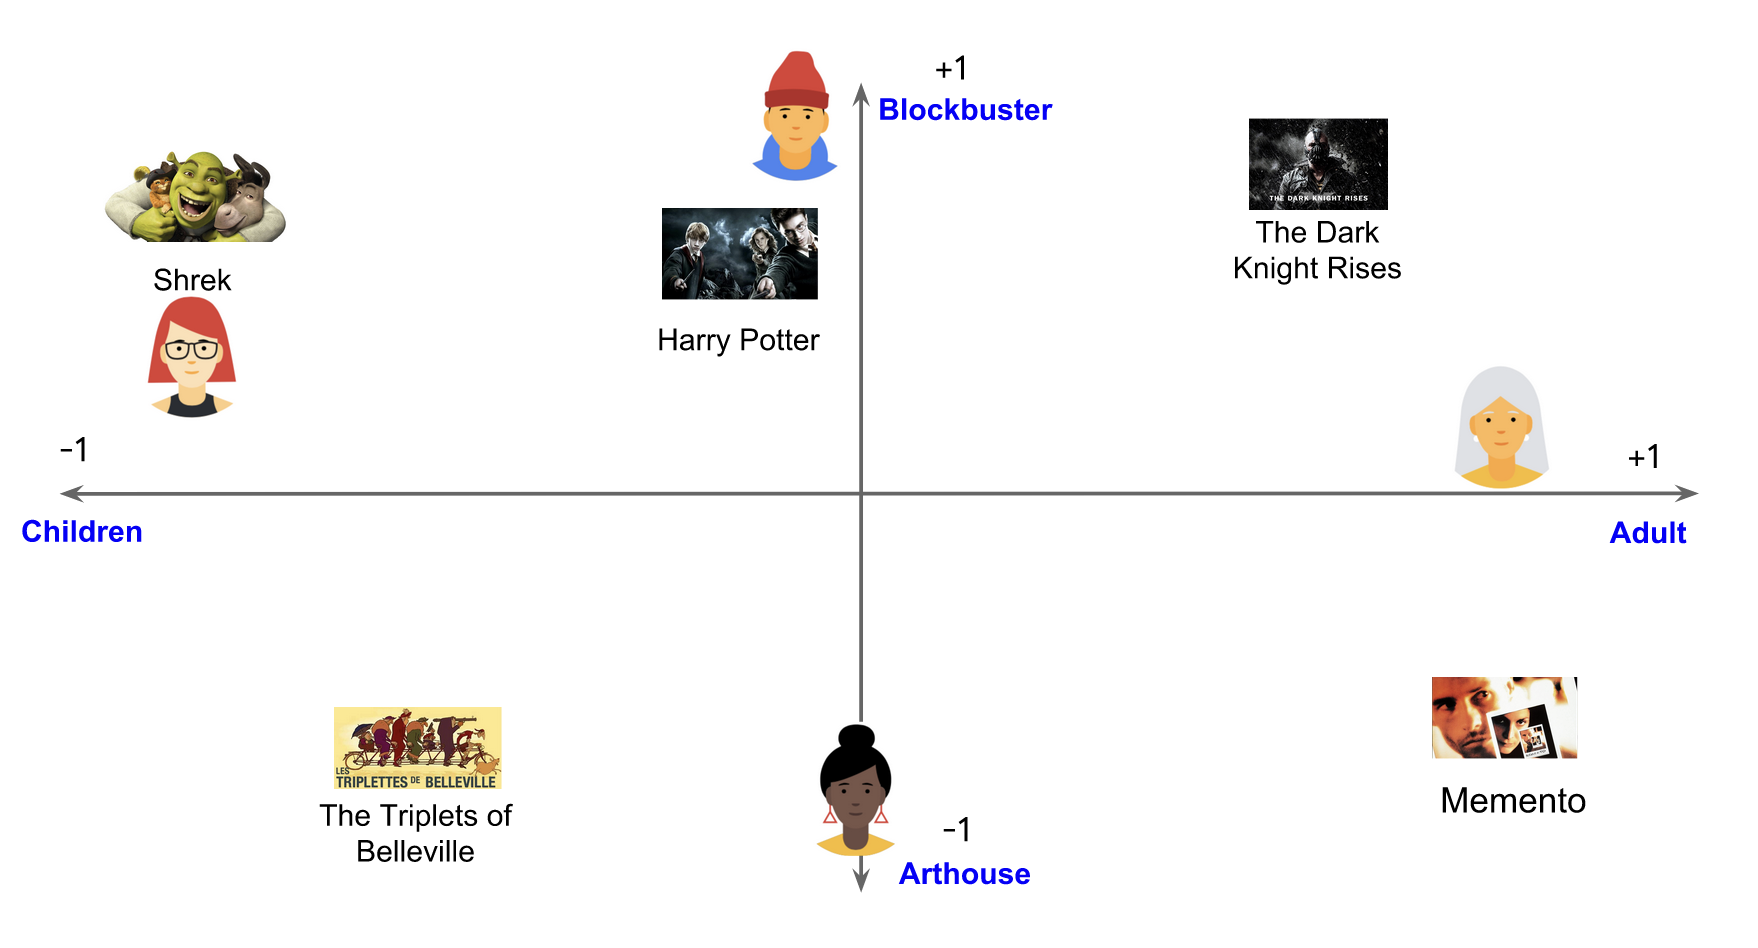 +1
Blockbuster
THE DARK KNIGHT RISES
The Dark
Knight Rises
Shrek
Harry Potter
-1
+1
Children
Adult
LES
TRIPLETTES DE BELLEVILLE
The Triplets of
Belleville
Memento
-1
Arthouse